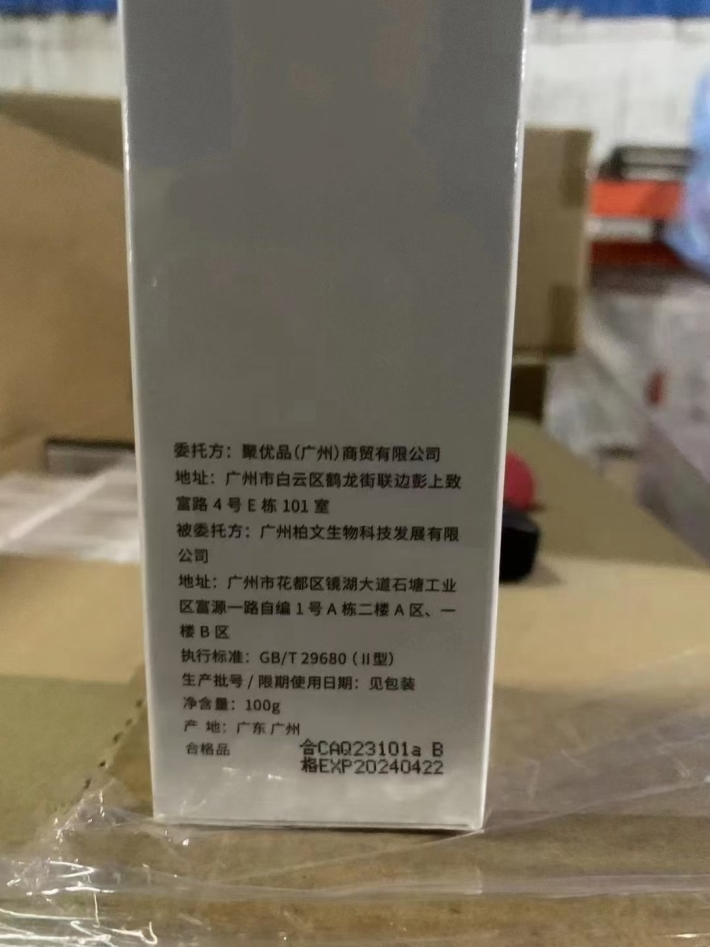 委托方：聚优品(广州)商贸有限公司
地址：广州市白云区鹤龙街联边彭上致
富路 4 号 E 栋 101 室
被委托方：广州柏文生物科技发展有限
公司
地址：广州市花都区镜湖大道石塘工业
区富源一路自编 1 号 A 栋二楼 A 区、一
楼 B 区
执行标准：GB/T 29680（II型）
生产批号 / 限期使用日期：见包装
净含量：100g
产 地：广东 广州
合格品
合CAQ23101a B
格EXP20240422